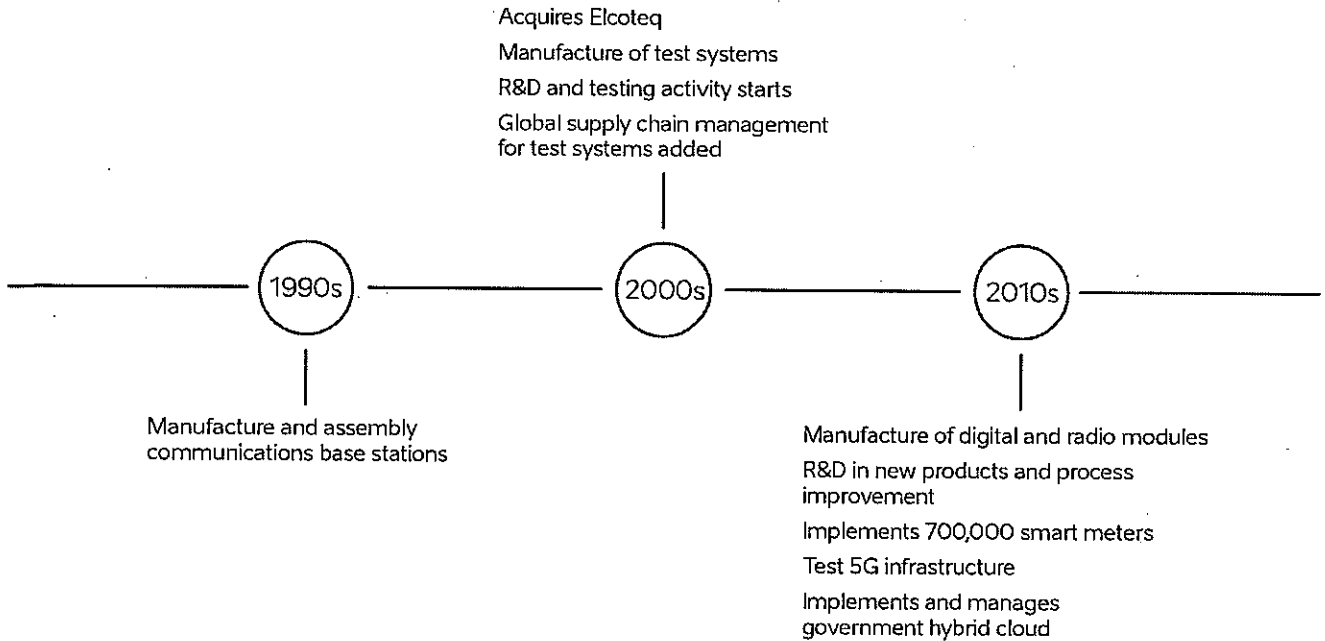 Acquires Elcoteq
Manufacture of test systems
R&D and testing activity starts
Global supply chain management
for test systems added
1990s
2000s
2010s
Manufacture and assembly
communications base stations
Manufacture of digital and radio modules
R&D in new products and process
improvement
Implements 700,000 smart meters
Test 5G infrastructure
Implements and manages
government hybrid cloud